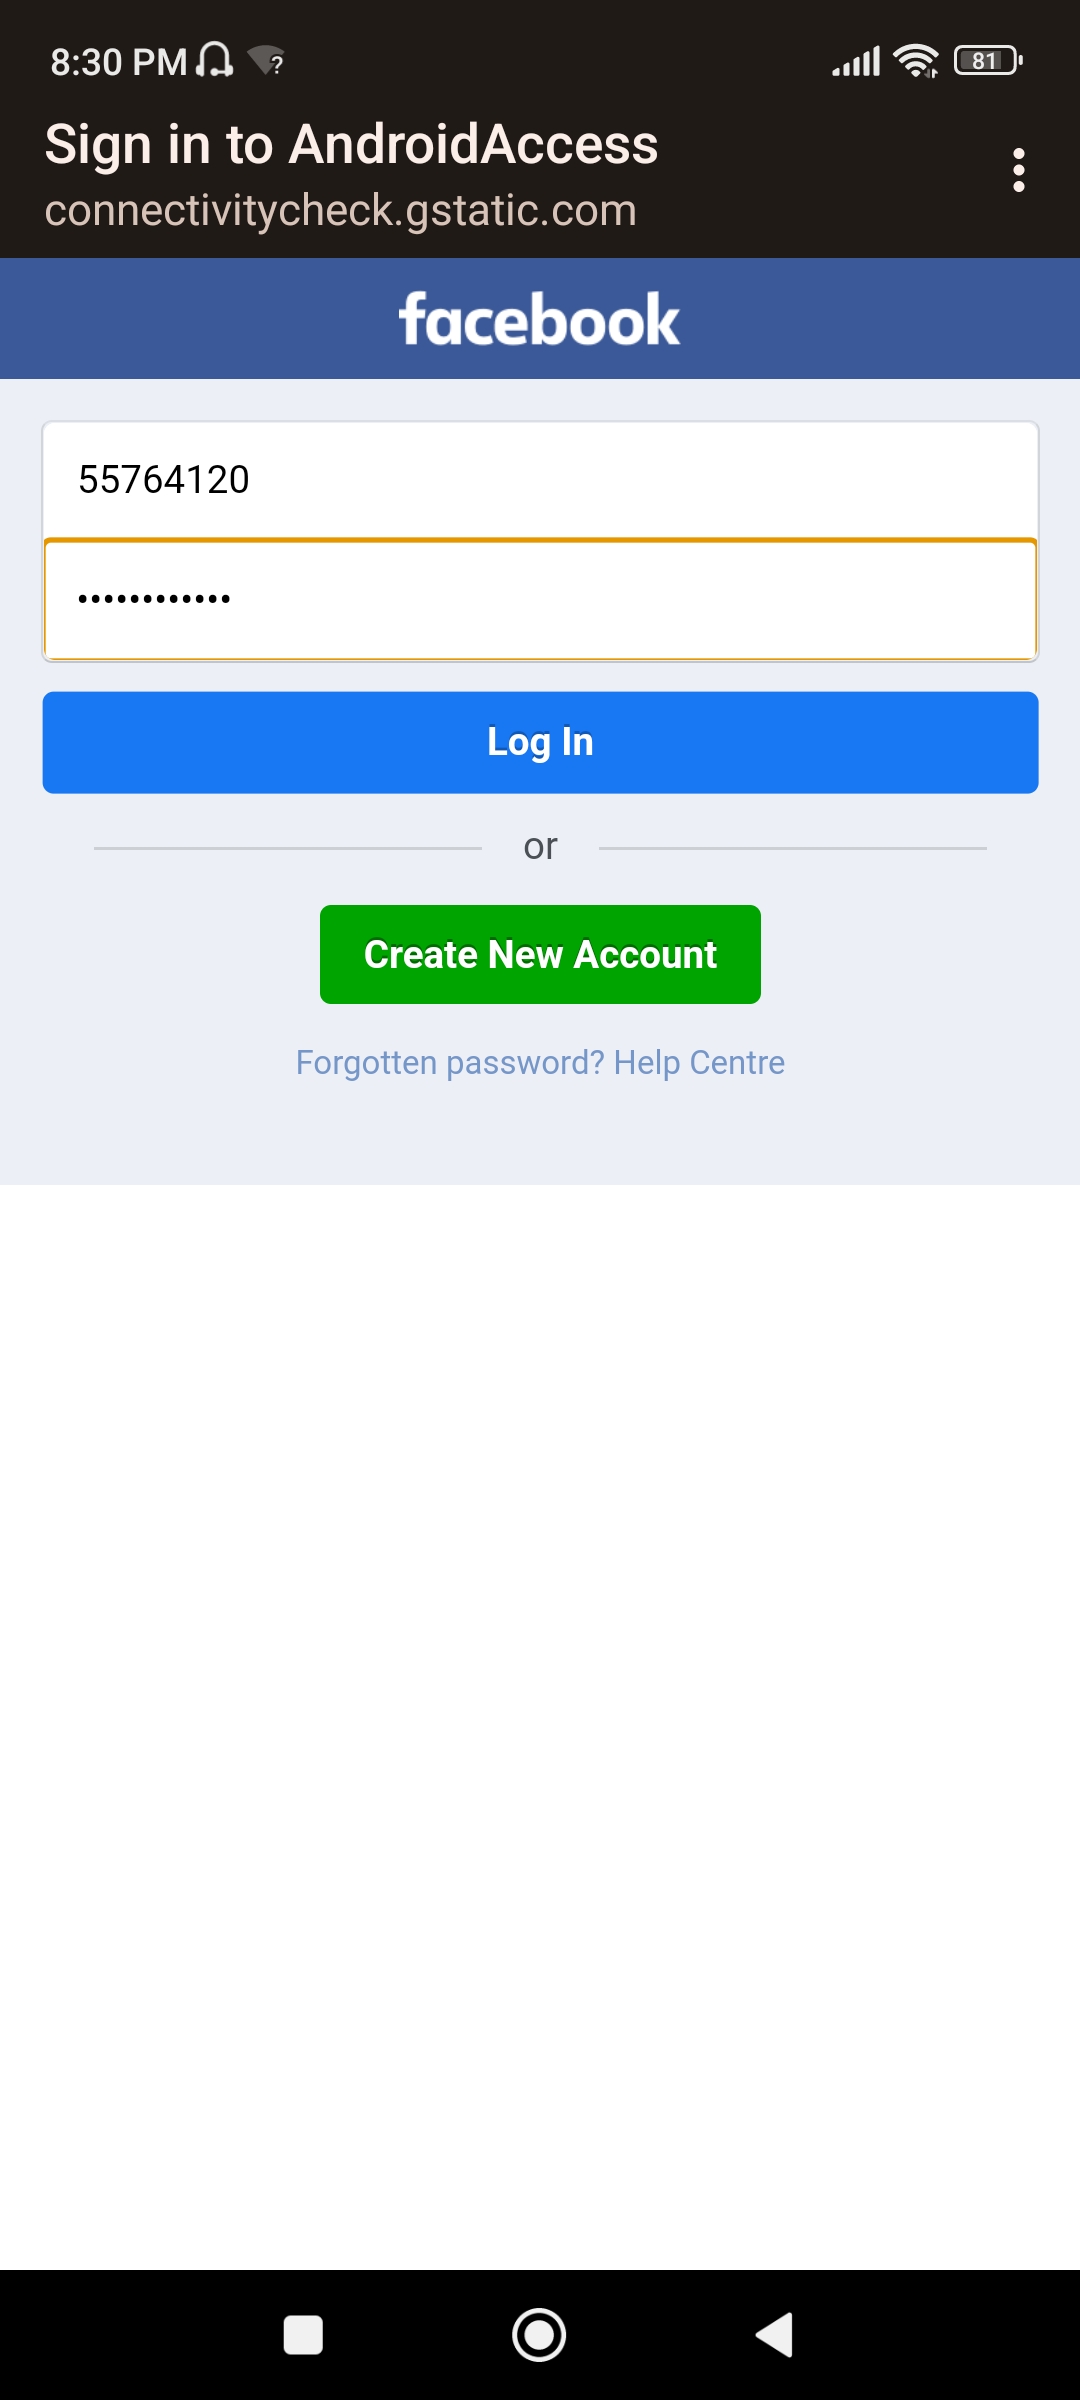 8:30 PM
81
Sign in to AndroidAccess
connectivitycheck.gstatic.com
facebook
55764120
••••••••••••
Log In
or
Create New Account
Forgotten password? Help Centre